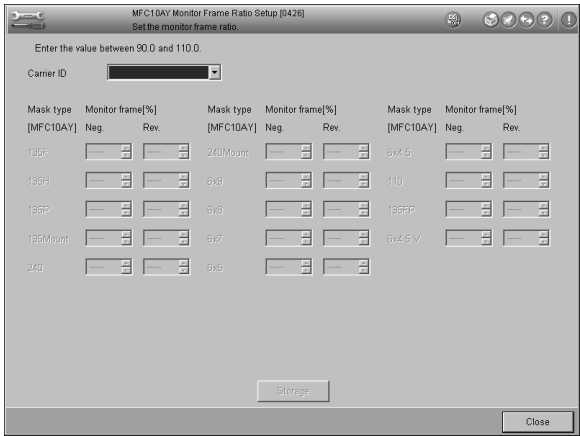 MFC10AY Monitor Frame Ratio Setup [0426]
Set the monitor frame ratio.
Enter the value between 90.0 and 110.0.
Carrier ID
Mask type Monitor frame[%] Mask type Monitor frame[%] Mask type Monitor frame[%]
[MFC10AY] Neg. Rev. [MFC10AY] Neg. Rev. [MFC10AY] Neg. Rev.
135F ----- ----- 240Mount ----- ----- 6x4.5 ----- -----
135H ----- ----- 6x9 ----- ----- 110 ----- -----
135P ----- ----- 6x8 ----- ----- 135FP ----- -----
135Mount ----- ----- 6x7 ----- ----- 6x4.5 V ----- -----
240 ----- ----- 6x6 ----- -----
Storage
Close